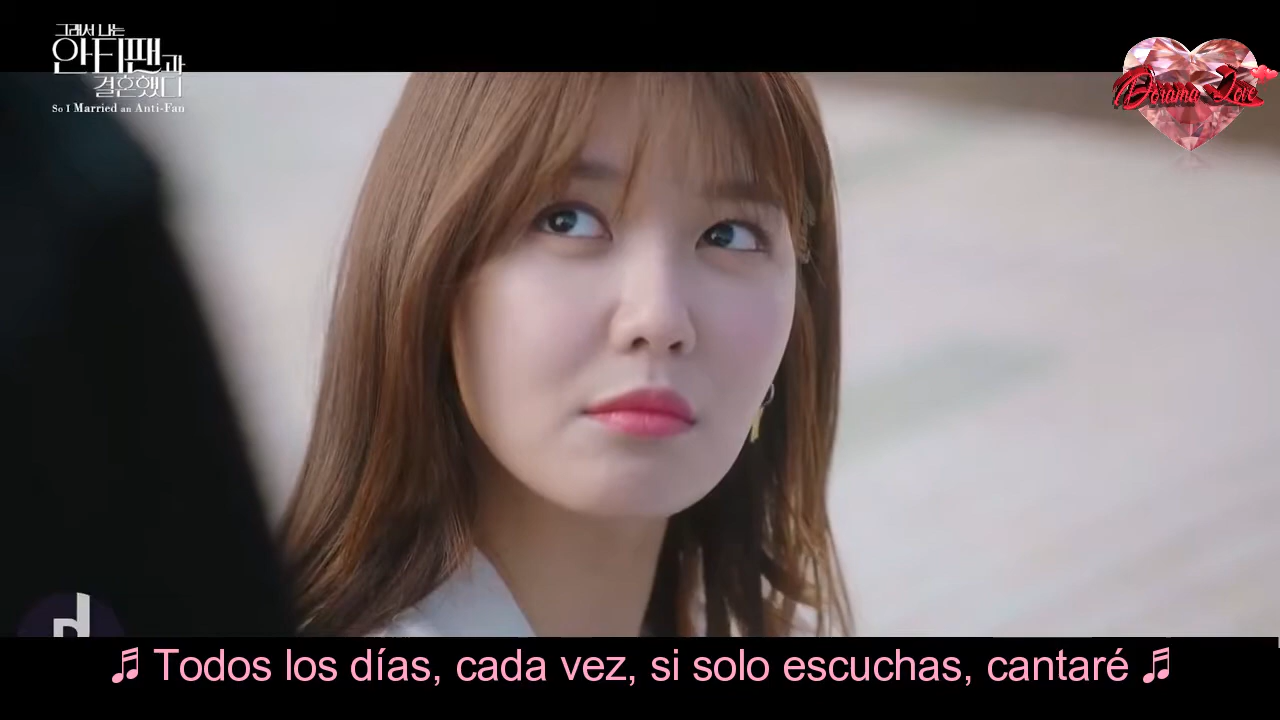 그래서 나는
안티팬과
결혼했다
So I Married an Anti-Fan
Dorama Love
♬ Todos los días, cada vez, si solo escuchas, cantaré ♬